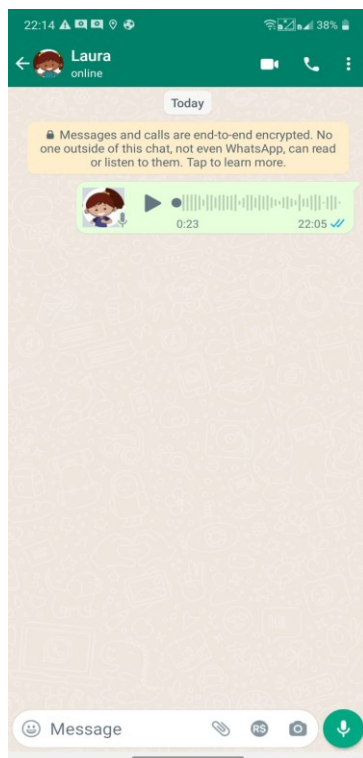 22:14 38%
Laura
online
Today
Messages and calls are end-to-end encrypted. No
one outside of this chat, not even WhatsApp, can read
or listen to them. Tap to learn more.
0:23 22:05
Message R$